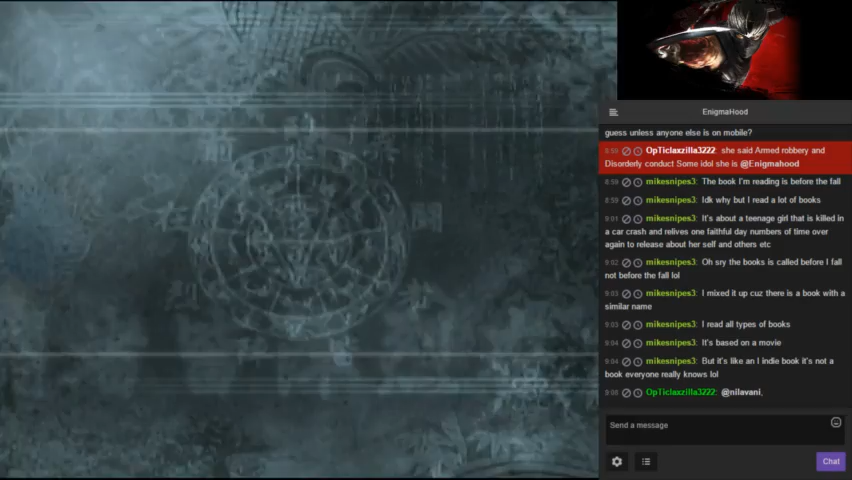 EnigmaHood
guess unless anyone else is on mobile?
8:59 OpTiclaxzilla3222: she said Armed robbery and
Disorderly conduct Some idol she is @Enigmahood
8:59 mikesnipes3: The book I'm reading is before the fall
8:59 mikesnipes3: Idk why but I read a lot of books
9:01 mikesnipes3: It's about a teenage girl that is killed in
a car crash and relives one faithful day numbers of time over
again to release about her self and others etc
9:02 mikesnipes3: Oh sry the books is called before I fall
not before the fall lol
9:03 mikesnipes3: I mixed it up cuz there is a book with a
similar name
9:03 mikesnipes3: I read all types of books
9:04 mikesnipes3: It's based on a movie
9:04 mikesnipes3: But it's like an I indie book it's not a
book everyone really knows lol
9:06 OpTiclaxzilla3222: @nilavani,
Send a message
Chat